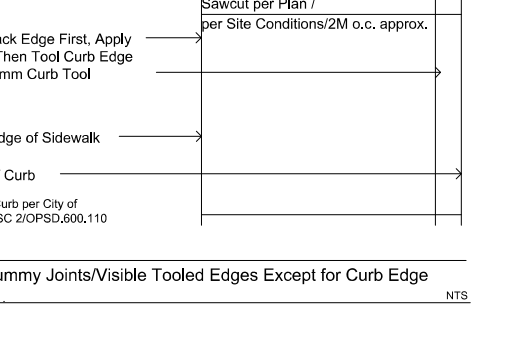 Sawcut per Plan /
per Site Conditions/2M o.c. approx.
ack Edge First, Apply
Then Tool Curb Edge
mm Curb Tool
dge of Sidewalk
Curb
Curb per City of
SC 2/OPSD.600.110
ummy Joints/Visible Tooled Edges Except for Curb Edge
NTS